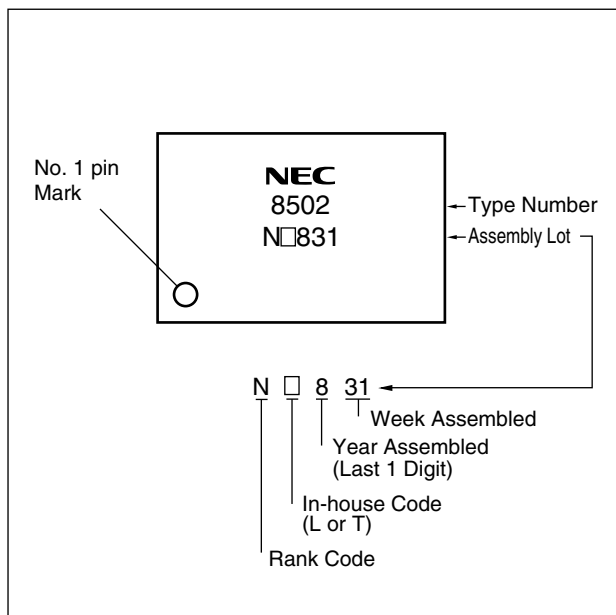 No. 1 pin
Mark
NEC
8502
N□831
Type Number
Assembly Lot
N □ 8 31
Week Assembled
Year Assembled
(Last 1 Digit)
In-house Code
(L or T)
Rank Code